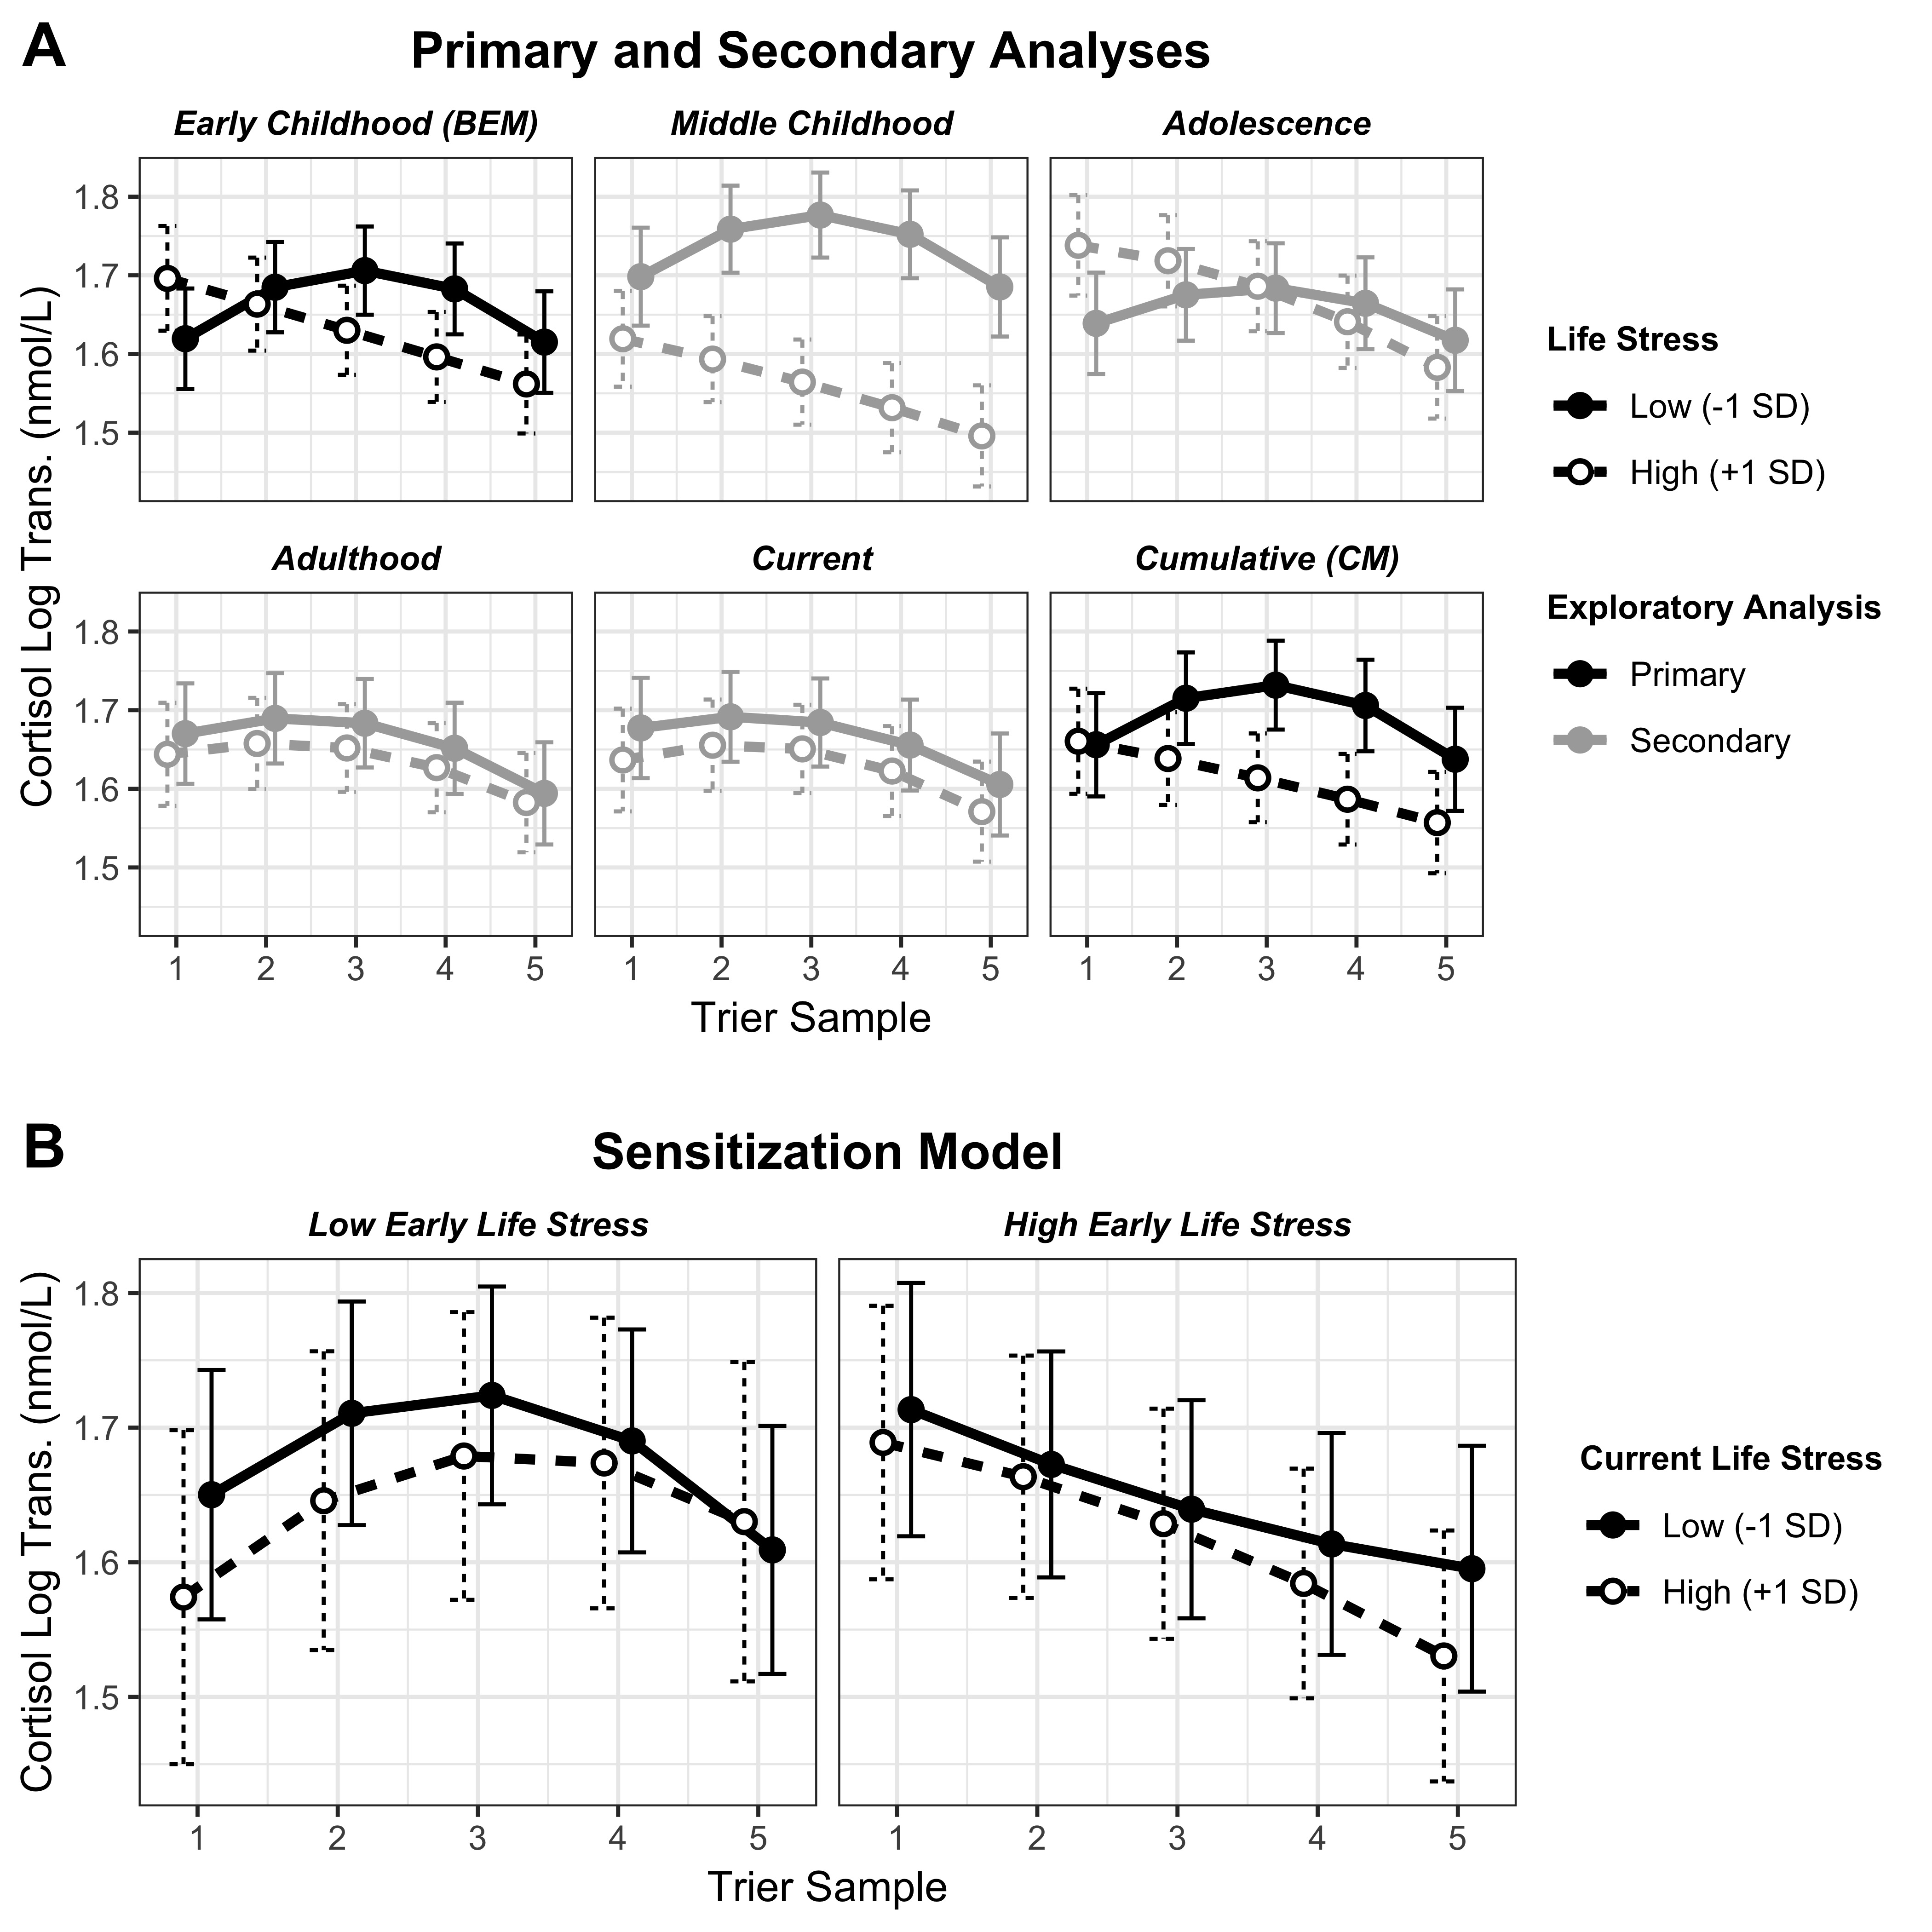 A
Primary and Secondary Analyses
Early Childhood (BEM)
Middle Childhood
Adolescence
Cortisol Log Trans. (nmol/L)
1.8
1.7
1.6
1.5
Adulthood
Current
Cumulative (CM)
1.8
1.7
1.6
1.5
1 2 3 4 5
1 2 3 4 5
1 2 3 4 5
Trier Sample
Life Stress
Low (-1 SD)
High (+1 SD)
Exploratory Analysis
Primary
Secondary
B
Sensitization Model
Low Early Life Stress
High Early Life Stress
Cortisol Log Trans. (nmol/L)
1.8
1.7
1.6
1.5
1 2 3 4 5
1 2 3 4 5
Trier Sample
Current Life Stress
Low (-1 SD)
High (+1 SD)